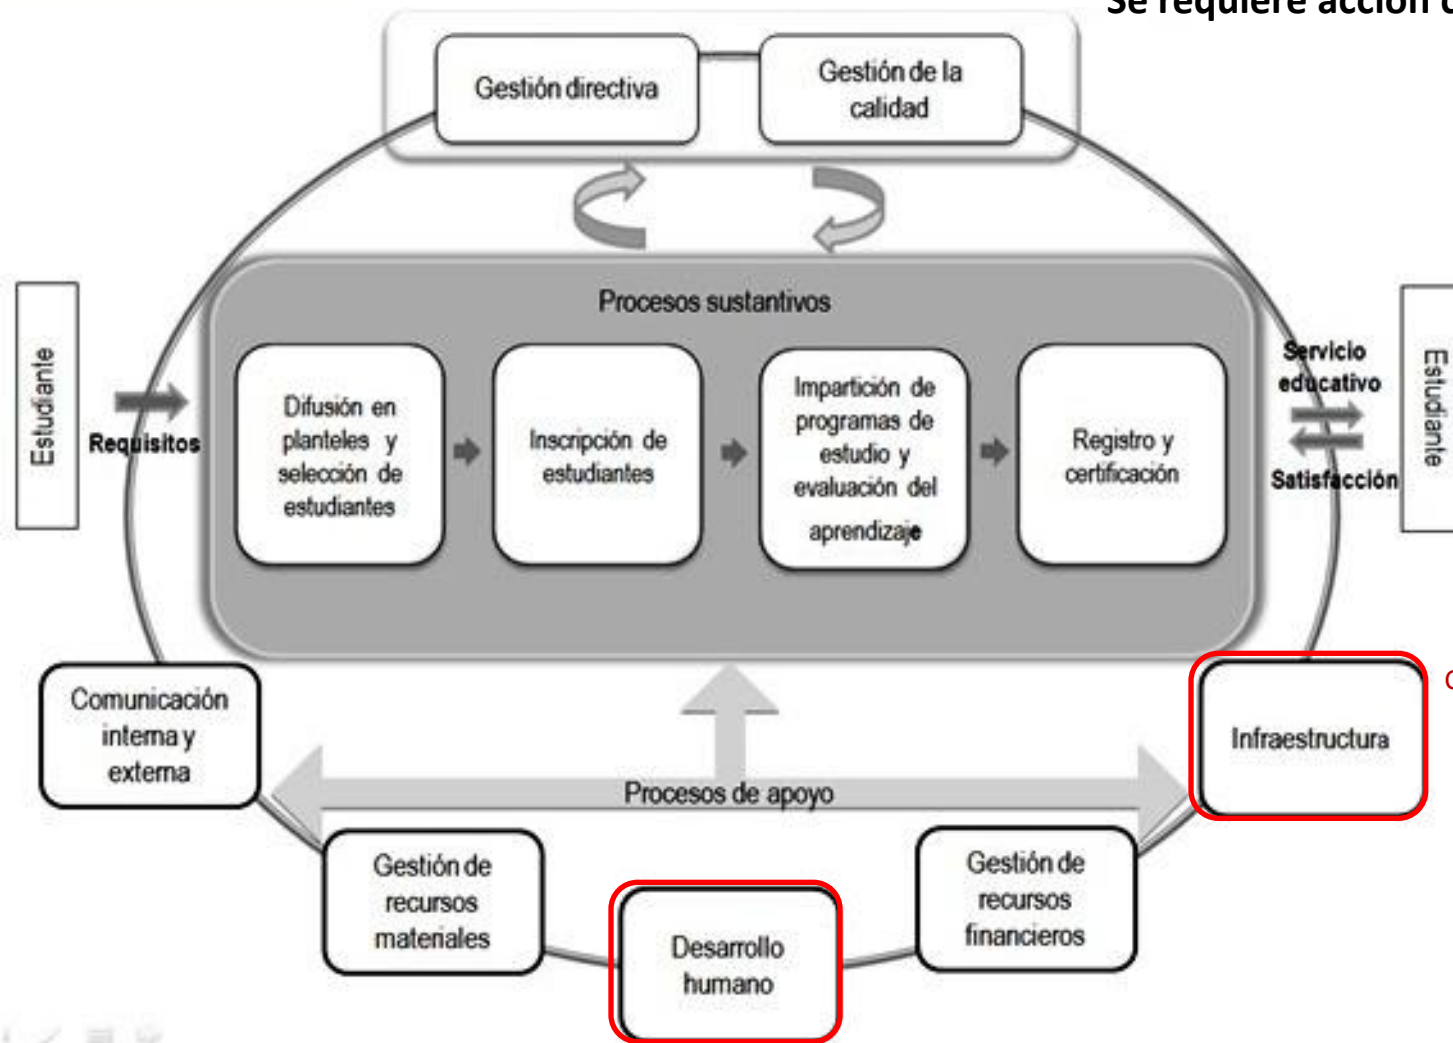 Se requiere acción
Gestión directiva
Gestión de la
calidad
Procesos sustantivos
Estudiante
Requisitos
Difusión en
planteles y
selección de
estudiantes
Inscripción de
estudiantes
Impartición de
programas de
estudio y
evaluación del
aprendizaje
Registro y
certificación
Servicio
educativo
Satisfacción
Estudiante
Comunicación
interna y
externa
Infraestructura
Procesos de apoyo
Gestión de
recursos
materiales
Desarrollo
humano
Gestión de
recursos
financieros